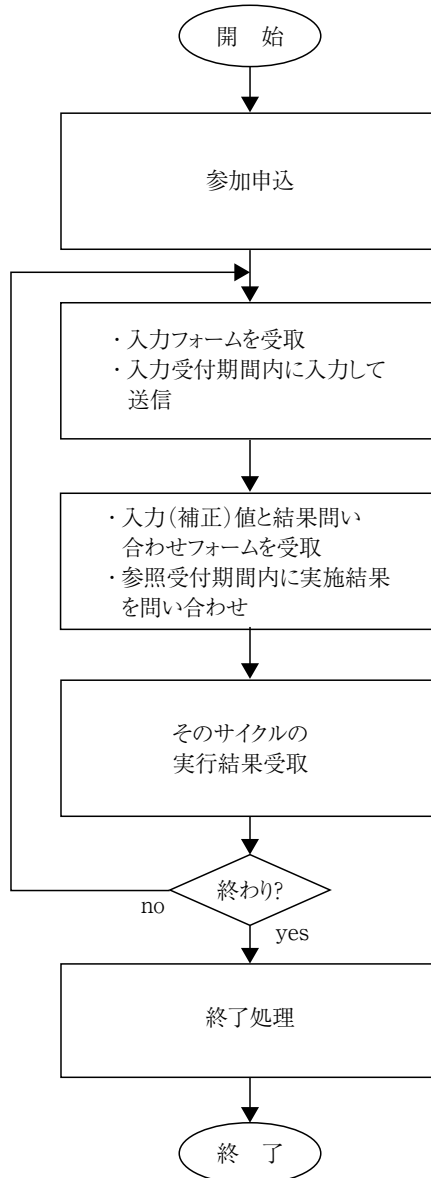 開 始
参加申込
・入力フォームを受取
・入力受付期間内に入力して
送信
・入力(補正)値と結果問い
合わせフォームを受取
・参照受付期間内に実施結果
を問い合わせ
そのサイクルの
実行結果受取
終わり?
no
yes
終了処理
終 了